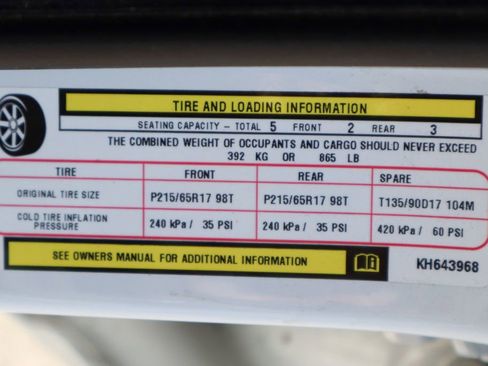 TIRE AND LOADING INFORMATION
SEATING CAPACITY - TOTAL 5 FRONT 2 REAR 3
THE COMBINED WEIGHT OF OCCUPANTS AND CARGO SHOULD NEVER EXCEED
392 KG OR 865 LB
TIRE FRONT REAR SPARE
ORIGINAL TIRE SIZE P215/65R17 98T P215/65R17 98T T135/90D17 104M
COLD TIRE INFLATION PRESSURE 240 kPa / 35 PSI 240 kPa / 35 PSI 420 kPa / 60 PSI
SEE OWNERS MANUAL FOR ADDITIONAL INFORMATION KH643968